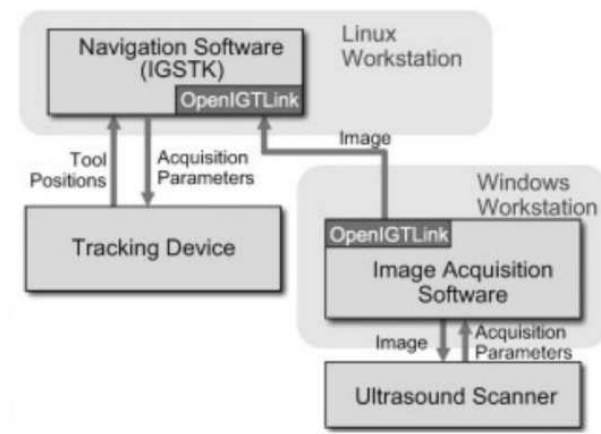 Navigation Software
(IGSTK)
OpenIGTLink
Linux
Workstation
Tool
Positions
Acquisition
Parameters
Image
Tracking Device
Windows
Workstation
OpenIGTLink
Image Acquisition
Software
Image
Acquisition
Parameters
Ultrasound Scanner